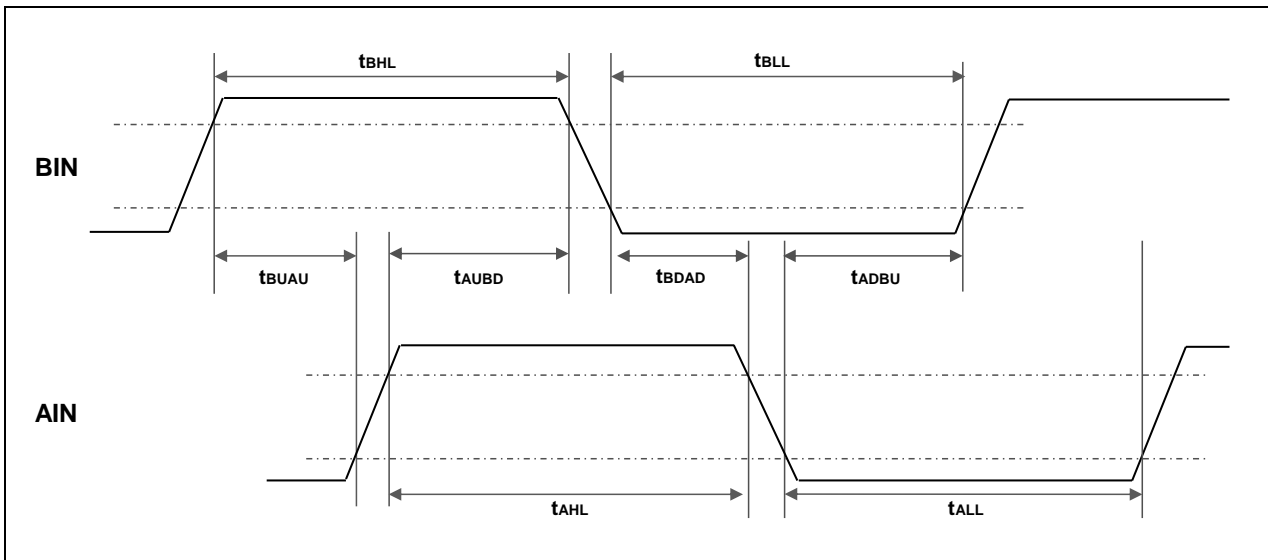 tBHL
tBLL
BIN
tBUAU
tAUBD
tBDAD
tADBU
AIN
tAHL
tALL